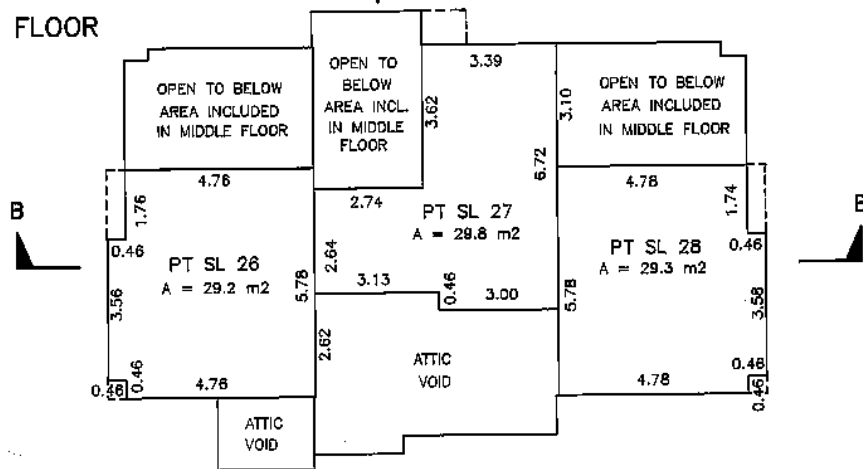 FLOOR
OPEN TO BELOW
AREA INCLUDED
IN MIDDLE FLOOR
OPEN TO
BELOW
AREA INCL.
IN MIDDLE
FLOOR
3.62
3.39
3.10
OPEN TO BELOW
AREA INCLUDED
IN MIDDLE FLOOR
6.72
4.76
2.74
4.78
B
1.76
0.46
PT SL 26
A = 29.2 m2
3.56
5.78
2.64
PT SL 27
A = 29.8 m2
3.13
0.46
3.00
5.78
PT SL 28
A = 29.3 m2
1.74
0.46
3.58
B
2.62
ATTIC
VOID
0.46
0.46
4.76
4.78
0.46
0.46
ATTIC
VOID